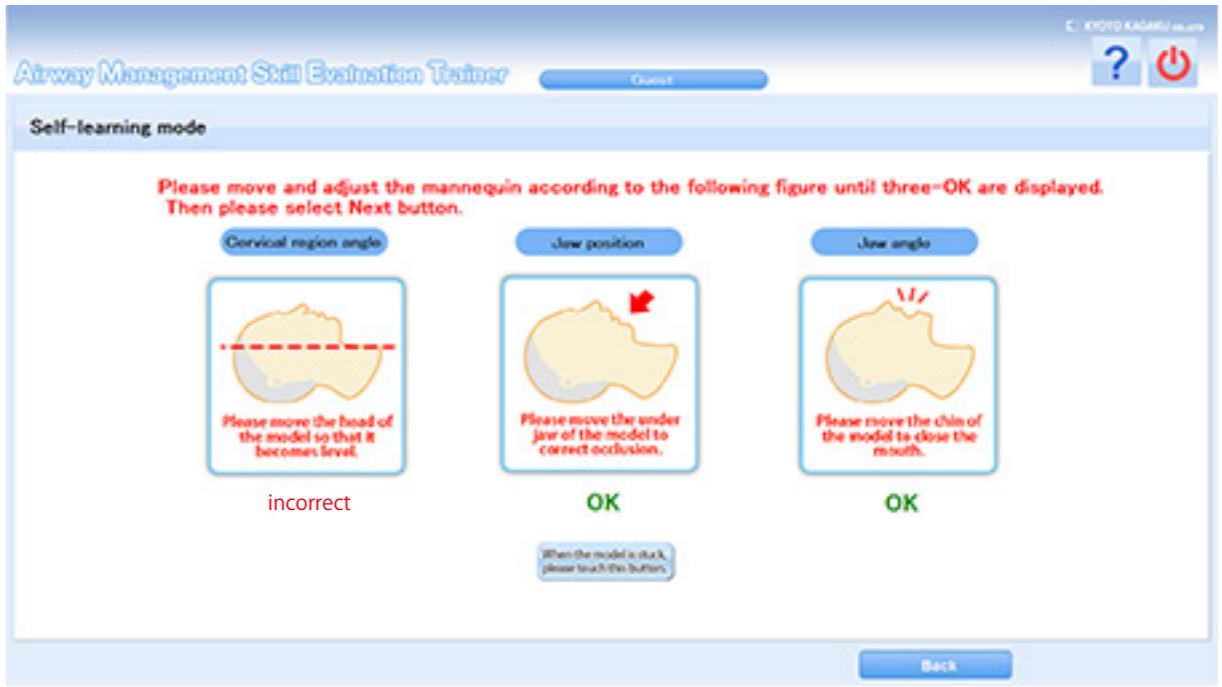 KYOTO KAGAKU co.,LTD
Airway Management Skill Evaluation Trainer
Guest
?
Self-learning mode
Please move and adjust the mannequin according to the following figure until three-OK are displayed.
Then please select Next button.
Cervical region angle
Jaw position
Jaw angle
Please move the head of
the model so that it
becomes level.
Please move the under
jaw of the model to
correct occlusion.
Please move the chin of
the model to close the
mouth.
incorrect
OK
OK
When the model is stuck,
please touch this button.
Back